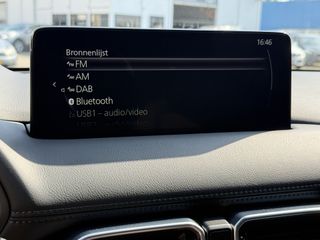 16:46
Bronnenlijst
FM
AM
DAB
Bluetooth
USB1 - audio/video